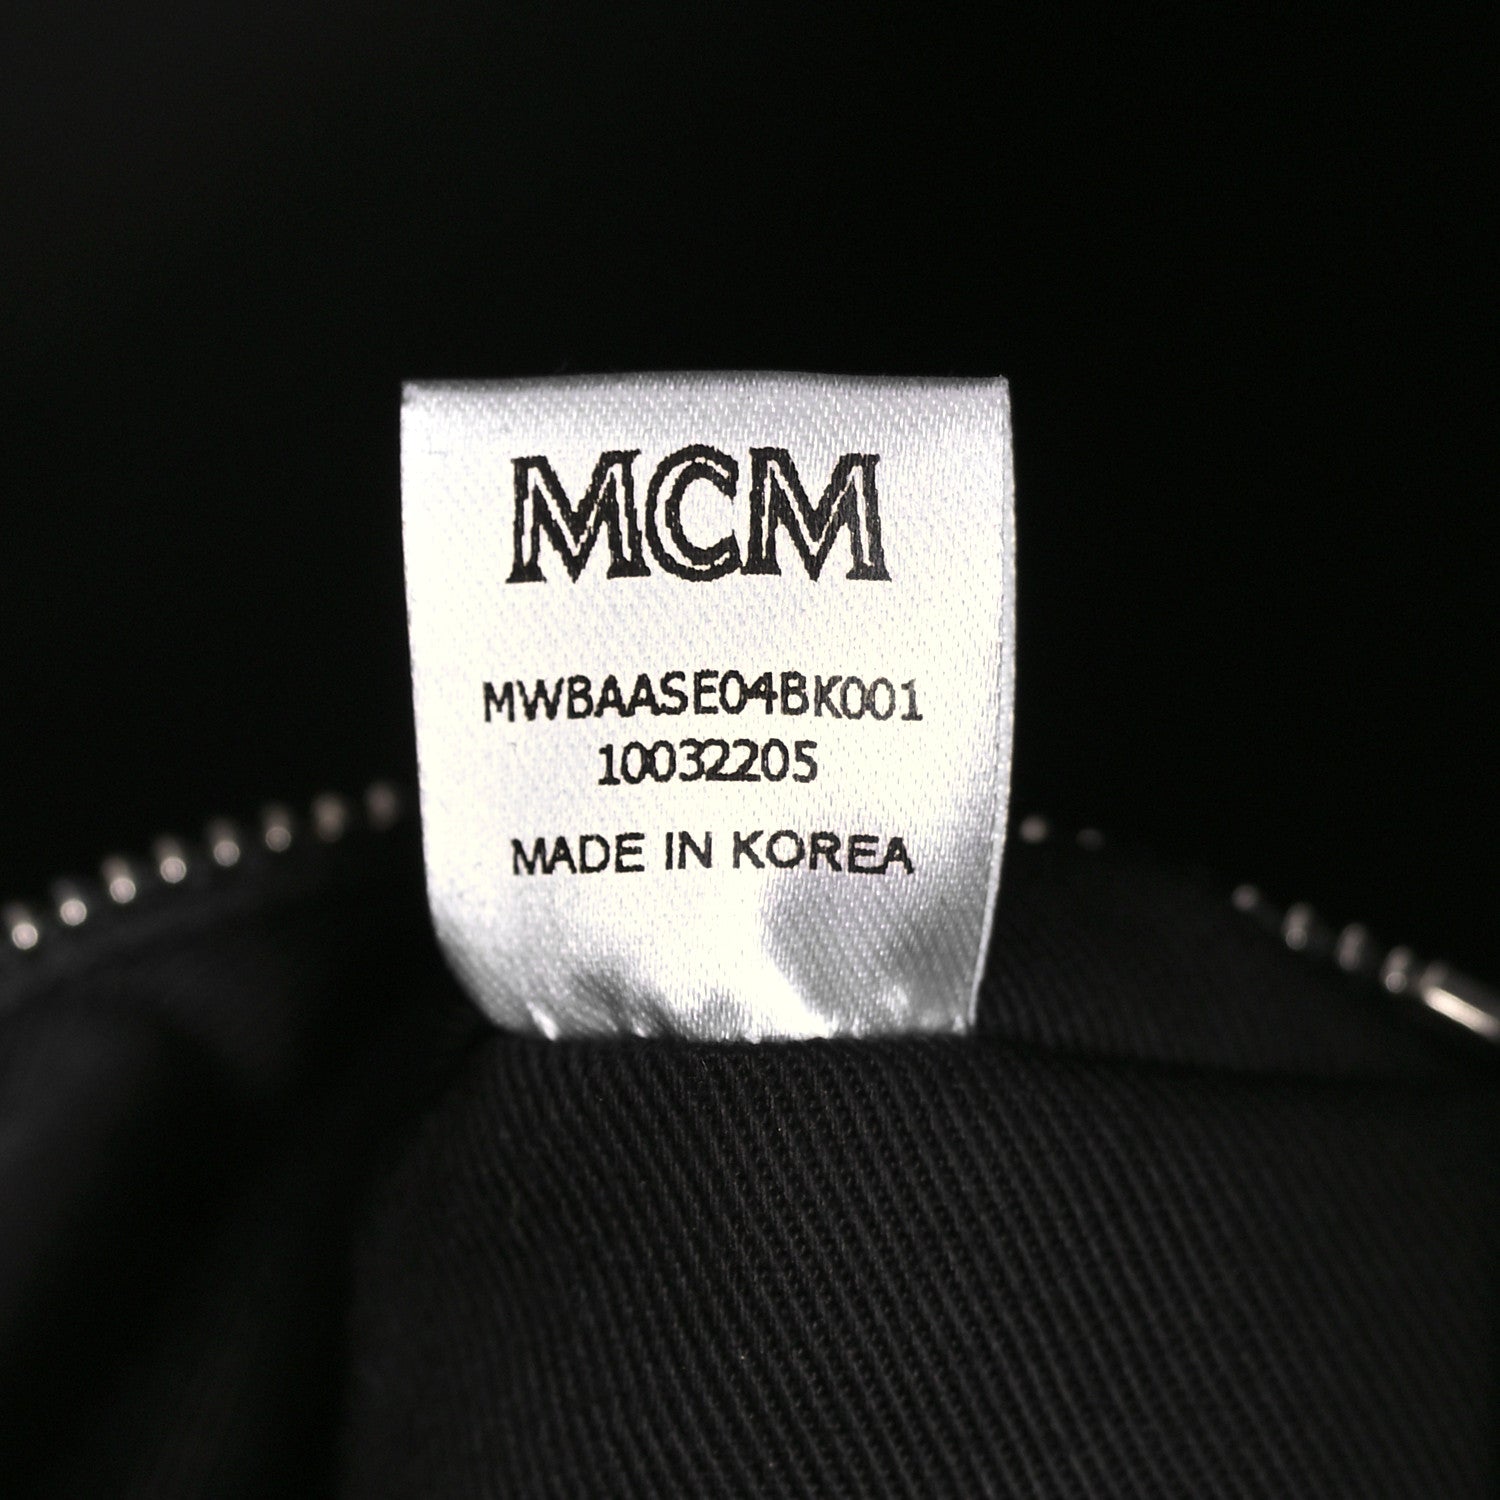 MCM
MWBAASE04BK001
10032205
MADE IN KOREA